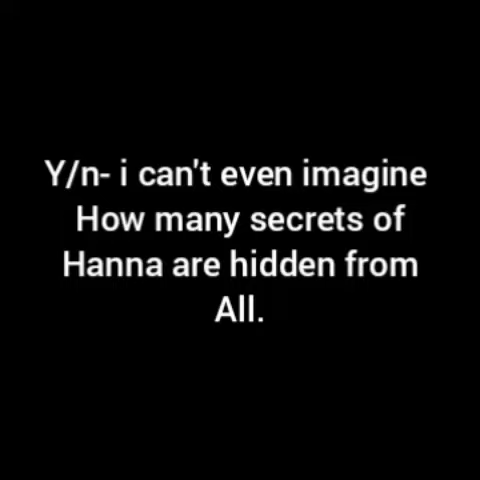 Y/n- i can't even imagine
How many secrets of
Hanna are hidden from
All.